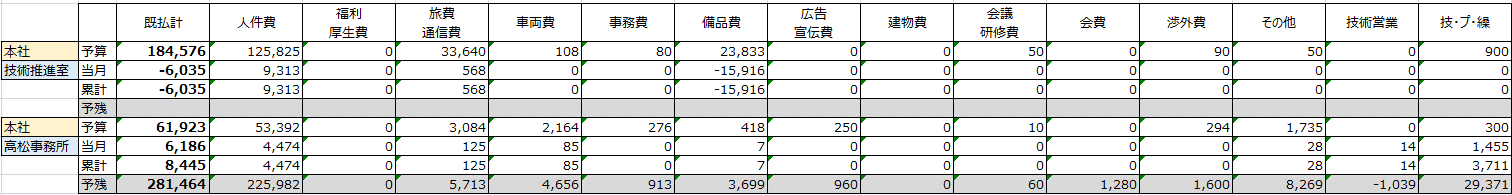 既払計 人件費 福利厚生費 旅費通信費 車両費 事務費 備品費 広告宣伝費 建物費 会議研修費 会費 渉外費 その他 技術営業 技・プ・繰
本社 予算 184,576 125,825 0 33,640 108 80 23,833 0 0 50 0 90 50 0 900
技術推進室 当月 -6,035 9,313 0 568 0 0 -15,916 0 0 0 0 0 0 0 0
累計 -6,035 9,313 0 568 0 0 -15,916 0 0 0 0 0 0 0 0
予残
本社 予算 61,923 53,392 0 3,084 2,164 276 418 250 0 10 0 294 1,735 0 300
高松事務所 当月 6,186 4,474 0 125 85 0 7 0 0 0 0 0 28 14 1,455
累計 8,445 4,474 0 125 85 0 7 0 0 0 0 0 28 14 3,711
予残 281,464 225,982 0 5,713 4,656 913 3,699 960 0 60 1,280 1,600 8,269 -1,039 29,371